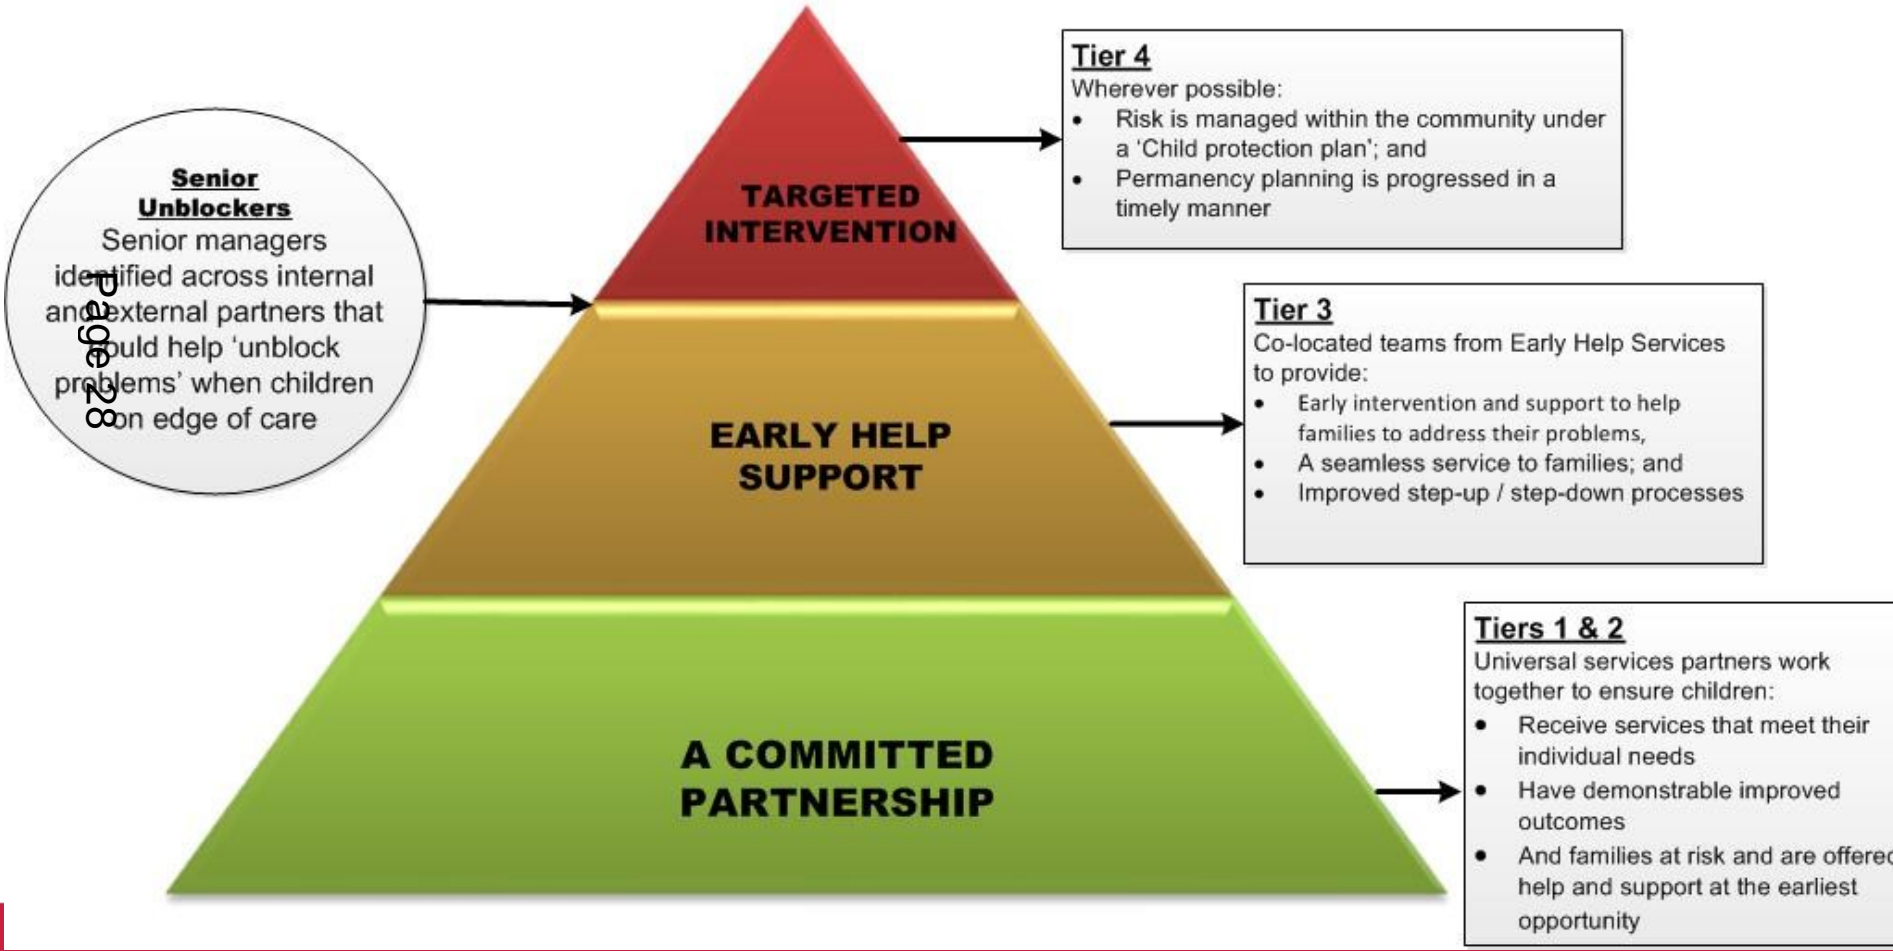 Senior
Unblockers
Senior managers
identified across internal
and external partners that
could help ‘unblock
problems’ when children
on edge of care
Page 28
TARGETED
INTERVENTION
EARLY HELP
SUPPORT
A COMMITTED
PARTNERSHIP
Tier 4
Wherever possible:
• Risk is managed within the community under
a ‘Child protection plan’; and
• Permanency planning is progressed in a
timely manner
Tier 3
Co-located teams from Early Help Services
to provide:
• Early intervention and support to help
families to address their problems,
• A seamless service to families; and
• Improved step-up / step-down processes
Tiers 1 & 2
Universal services partners work
together to ensure children:
• Receive services that meet their
individual needs
• Have demonstrable improved
outcomes
• And families at risk and are offered
help and support at the earliest
opportunity